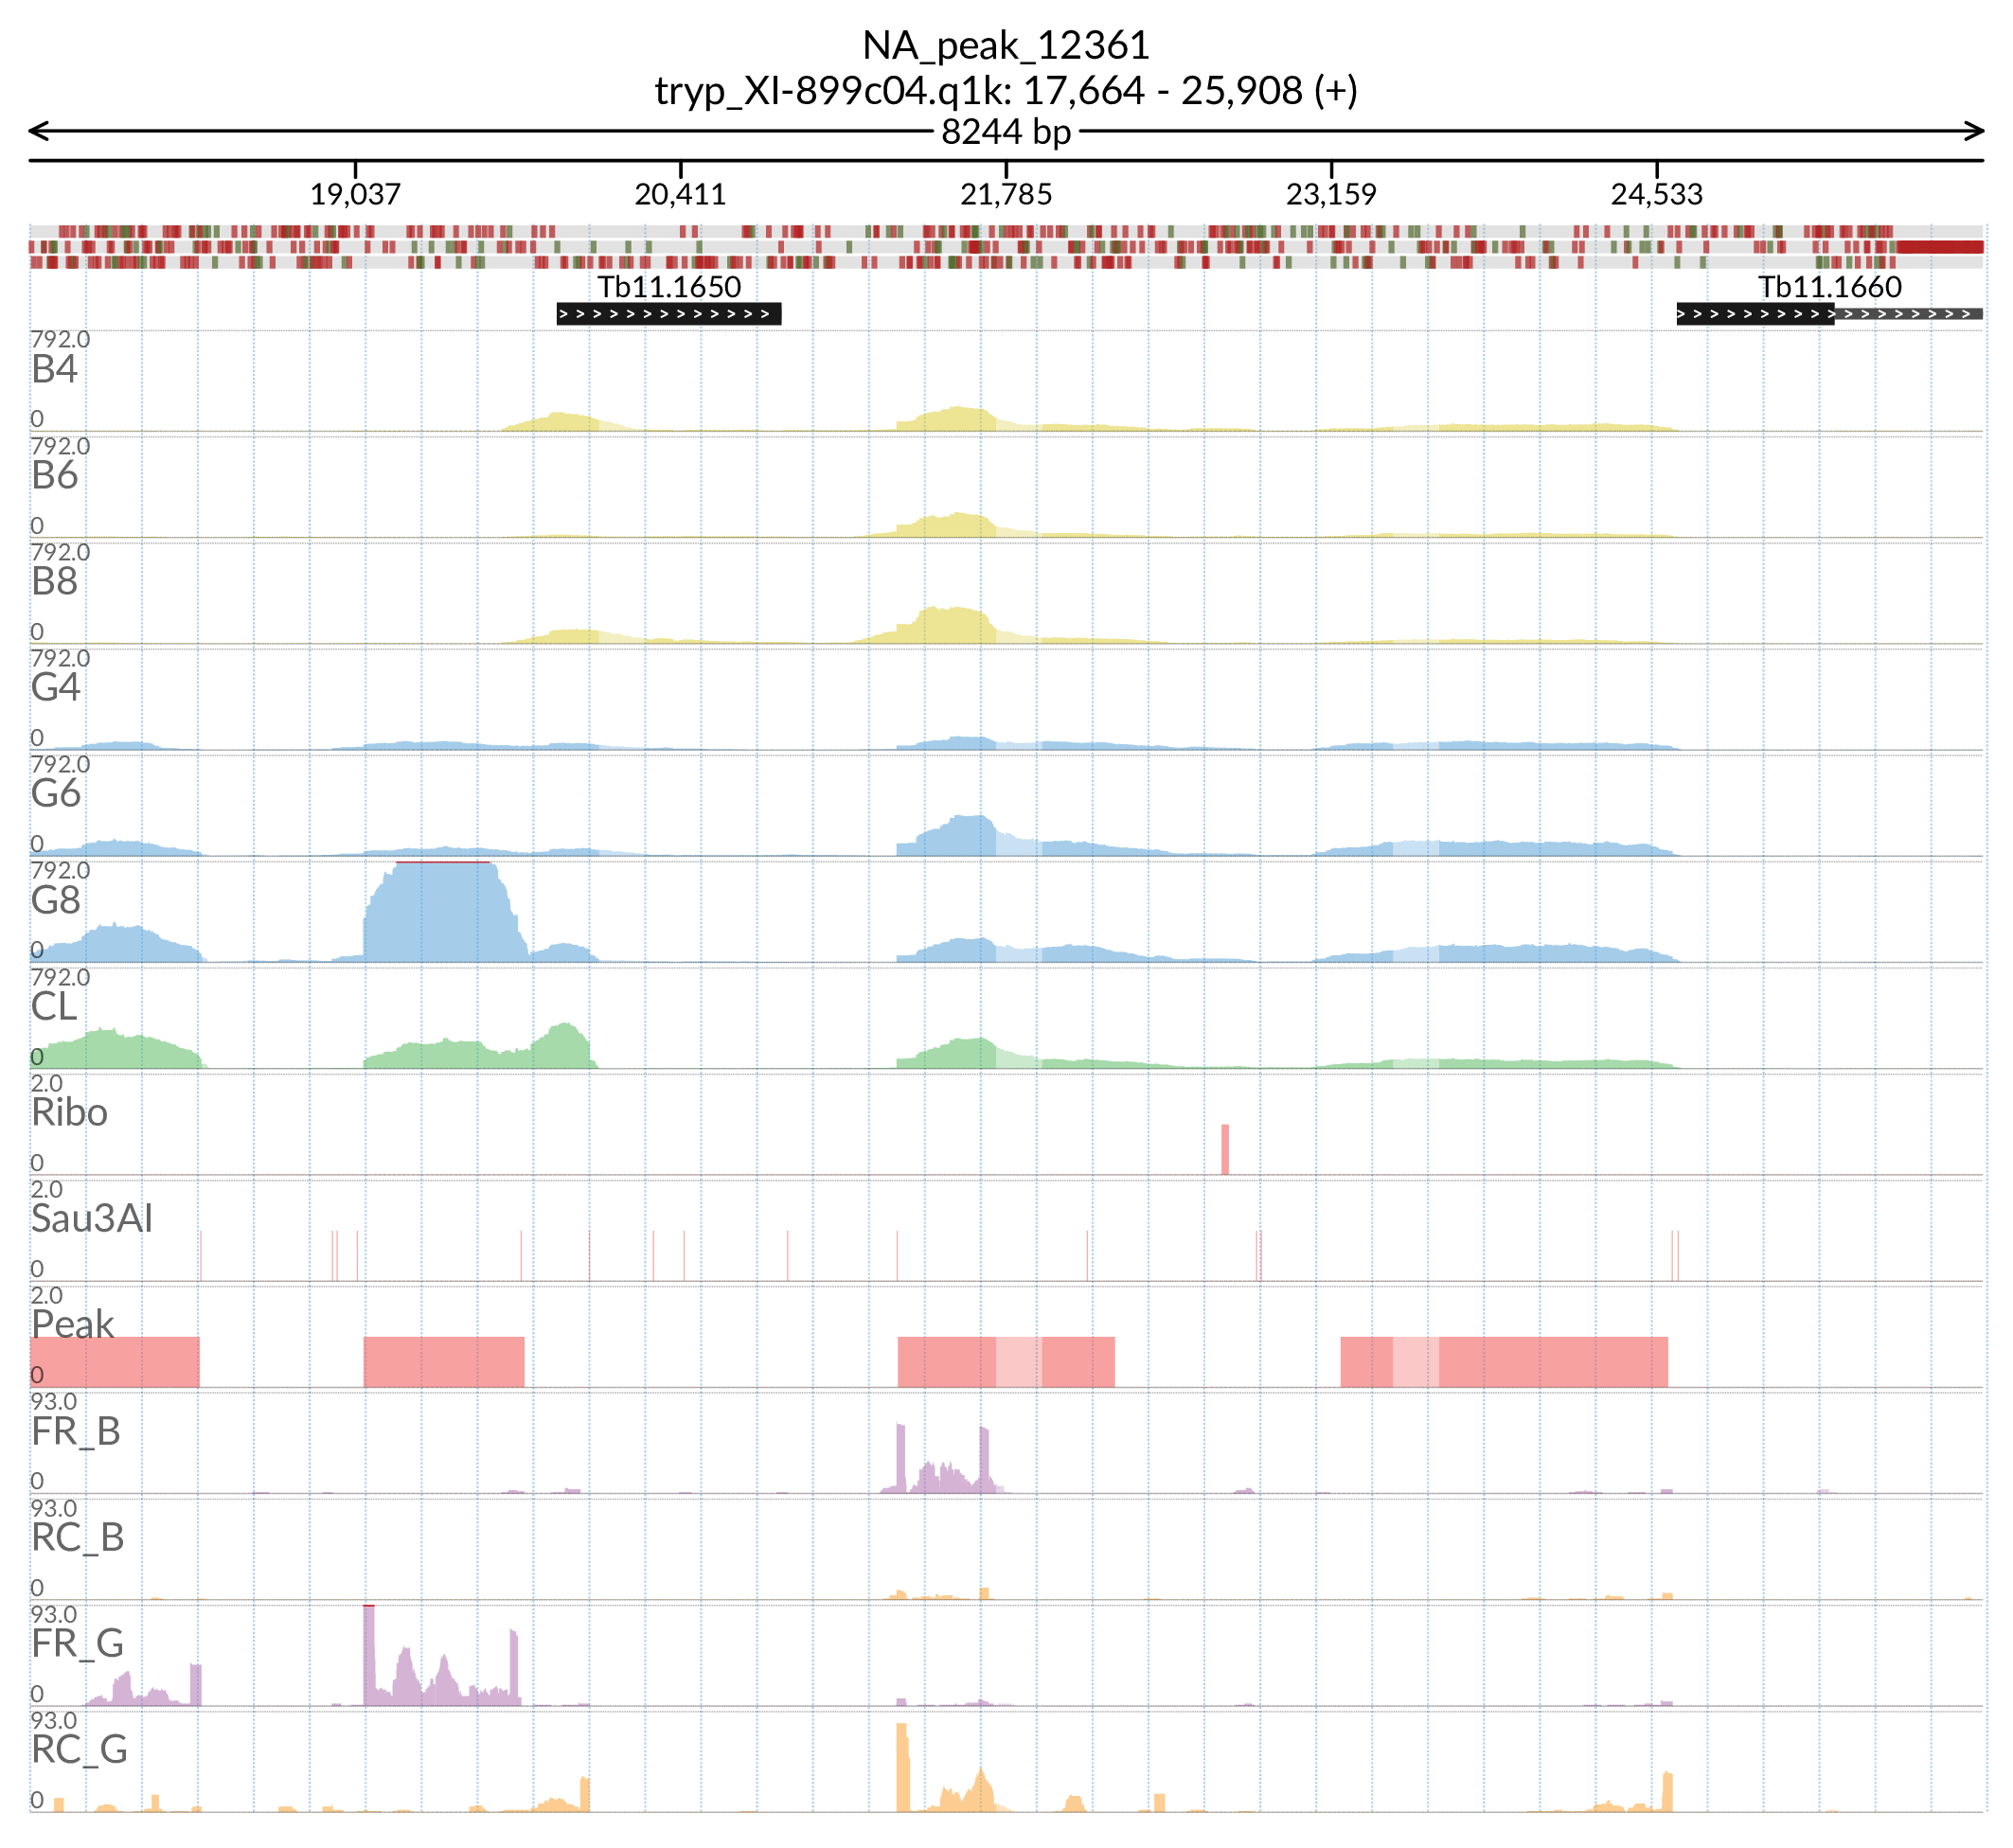 NA_peak_12361
tryp_XI-899c04.q1k: 17,664 - 25,908 (+)
8244 bp
19,037 20,411 21,785 23,159 24,533
Tb11.1650 Tb11.1660
792.0
B4
0
792.0
B6
0
792.0
B8
0
792.0
G4
0
792.0
G6
0
792.0
G8
0
792.0
CL
0
2.0
Ribo
0
2.0
Sau3AI
0
2.0
Peak
0
93.0
FR_B
0
93.0
RC_B
0
93.0
FR_G
0
93.0
RC_G
0